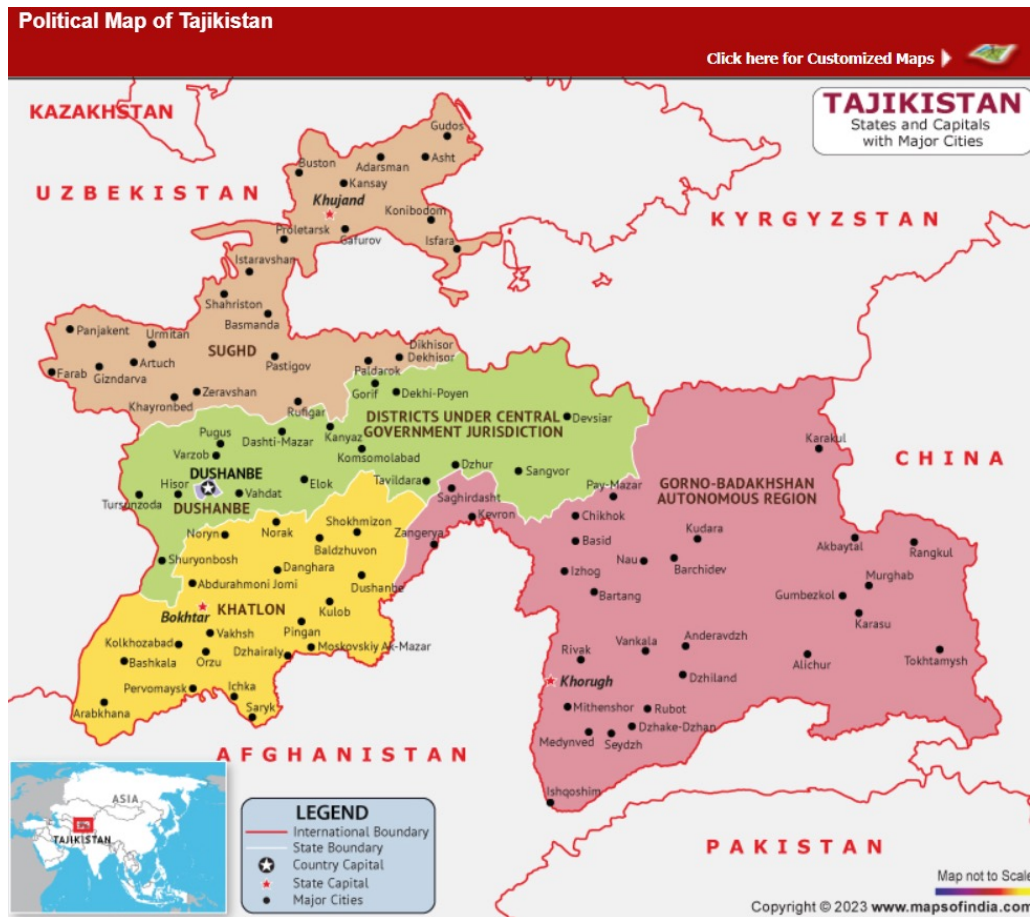 Political Map of Tajikistan
Click here for Customized Maps
TAJIKISTAN
States and Capitals
with Major Cities
KAZAKHSTAN
UZBEKISTAN
KYRGYZSTAN
CHINA
AFGHANISTAN
PAKISTAN
Gudos
Buston
Adarsman
Asht
Kansay
Khujand
Konibodom
Proletarsk
Gafurov
Isfara
Istaravshan
Shahriston
Basmanda
Panjakent
Urmitan
SUGHD
Dikhisor
Dekhisor
Farab
Gizndarva
Artuch
Pastigov
Paldarok
Zeravshan
Gorif
Dekhi-Poyen
Khayronbed
Rufigar
DISTRICTS UNDER CENTRAL
GOVERNMENT JURISDICTION
Devsiar
Pugus
Dashti-Mazar
Kanyaz
Varzob
Komsomolabad
Karakul
DUSHANBE
Dzhur
Sangvor
Hisor
Elok
Tavildara
Pay-Mazar
GORNO-BADAKHSHAN
AUTONOMOUS REGION
Tursunzoda
Vahdat
Saghirdasht
DUSHANBE
Kevron
Chikhok
Noryn
Norak
Shokhmizon
Zangerya
Kudara
Baldzhuvon
Basid
Akbaytal
Rangkul
Shuryonbosh
Danghara
Izhog
Nau
Barchidev
Abdurahmoni Jomi
Dushanbe
Murghab
Bartang
Gumbezkol
Bokhtar
KHATLON
Kulob
Karasu
Kolkhozabad
Vakhsh
Pingan
Vankala
Anderavdzh
Bashkala
Orzu
Dzhairaly
Moskovskiy
Ak-Mazar
Rivak
Alichur
Tokhtamysh
Pervomaysk
Ichka
Khorugh
Dzhiland
Arabkhana
Saryk
Mithenshor
Rubot
Dzhake-Dzhan
Medynved
Seydzh
Ishqoshim
ASIA
TAJIKISTAN
LEGEND
International Boundary
State Boundary
Country Capital
State Capital
Major Cities
Map not to Scale
Copyright © 2023 www.mapsofindia.com